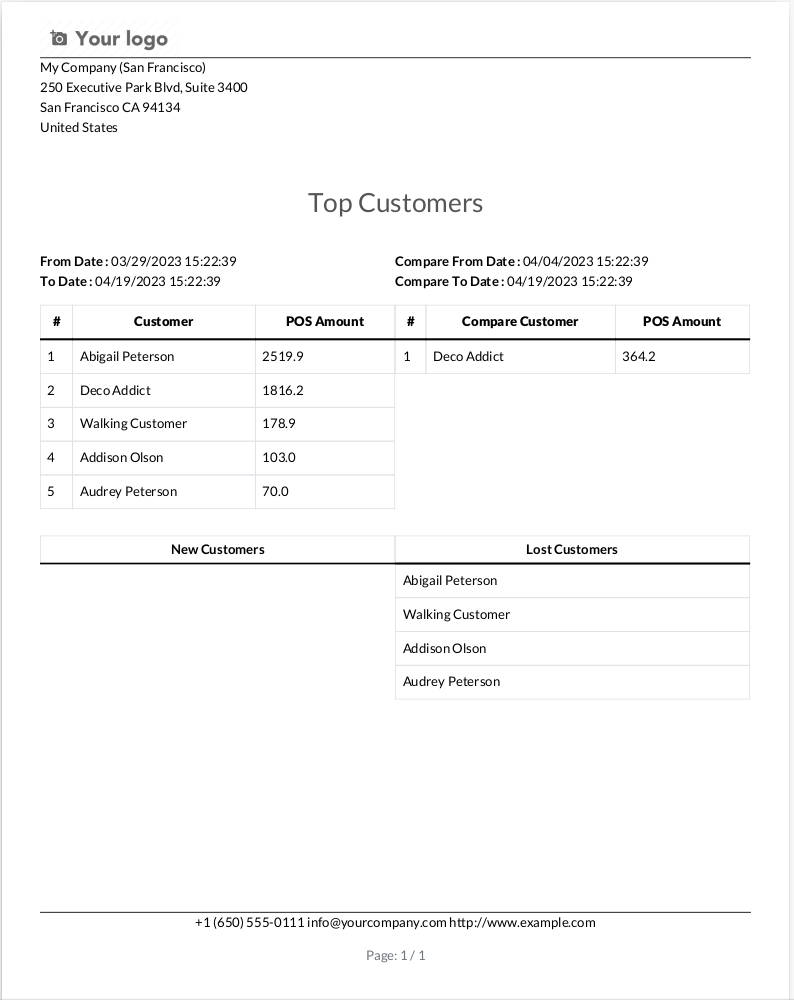 Your logo
My Company (San Francisco)
250 Executive Park Blvd, Suite 3400
San Francisco CA 94134
United States
Top Customers
From Date : 03/29/2023 15:22:39 Compare From Date : 04/04/2023 15:22:39
To Date : 04/19/2023 15:22:39 Compare To Date : 04/19/2023 15:22:39
# Customer POS Amount # Compare Customer POS Amount
1 Abigail Peterson 2519.9 1 Deco Addict 364.2
2 Deco Addict 1816.2
3 Walking Customer 178.9
4 Addison Olson 103.0
5 Audrey Peterson 70.0
New Customers Lost Customers
Abigail Peterson
Walking Customer
Addison Olson
Audrey Peterson
+1 (650) 555-0111 info@yourcompany.com http://www.example.com
Page: 1 / 1